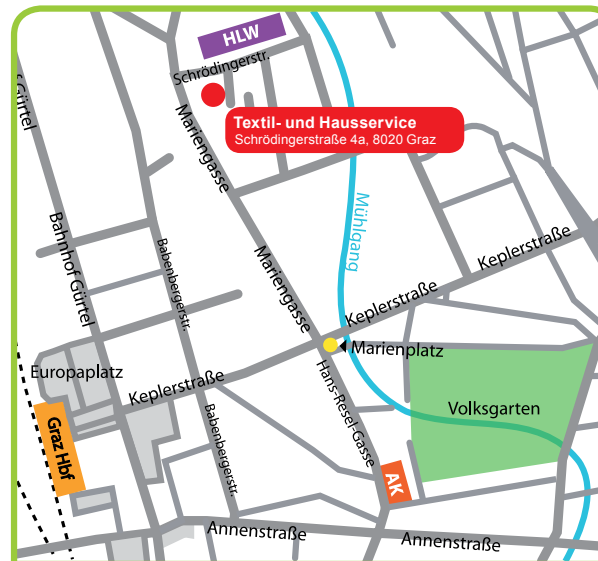 HLW
Schrödingerstr.
Textil- und Hausservice
Schrödingerstraße 4a, 8020 Graz
Gürtel
Mariengasse
Mühlgang
Bahnhof Gürtel
Babenbergerstr.
Mariengasse
Keplerstraße
Keplerstraße
Marienplatz
Europaplatz
Keplerstraße
Hans-Resel-Gasse
Volksgarten
Graz Hbf
Babenbergerstr.
AK
Annenstraße
Annenstraße